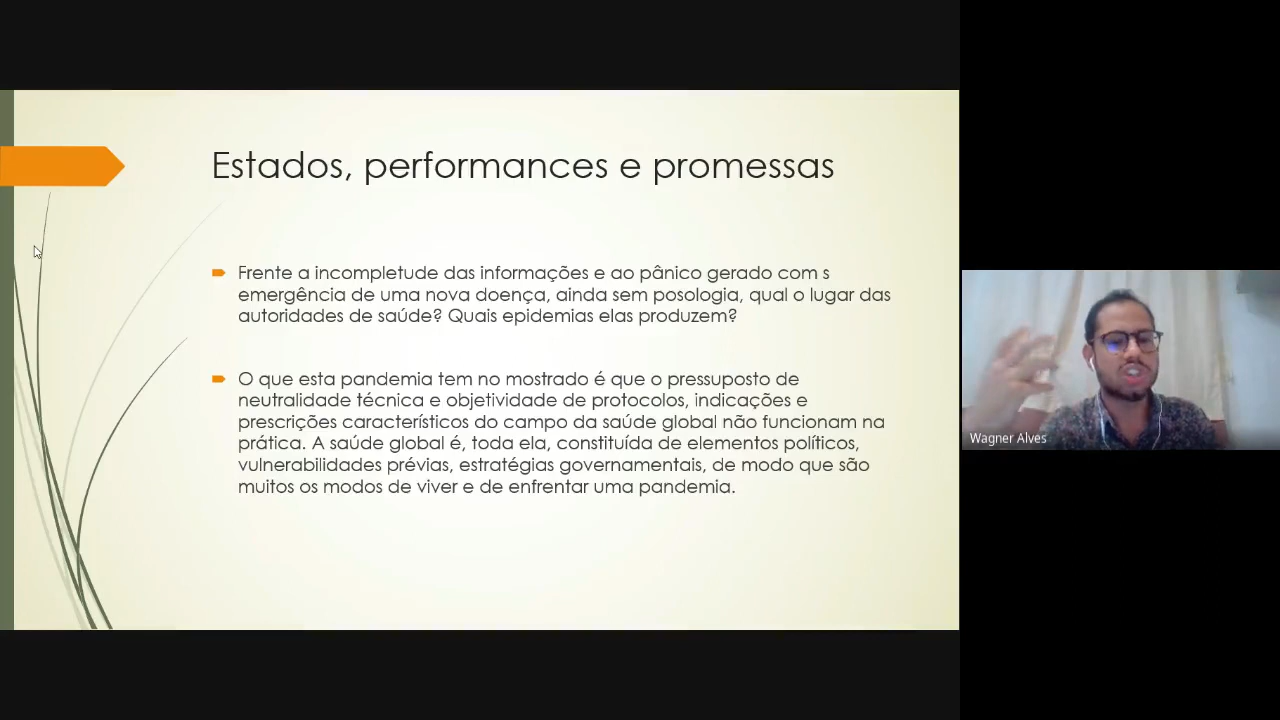 Estados, performances e promessas
Frente a incompletude das informações e ao pânico gerado com s
emergência de uma nova doença, ainda sem posologia, qual o lugar das
autoridades de saúde? Quais epidemias elas produzem?
O que esta pandemia tem no mostrado é que o pressuposto de
neutralidade técnica e objetividade de protocolos, indicações e
prescrições característicos do campo da saúde global não funcionam na
prática. A saúde global é, toda ela, constituída de elementos políticos,
vulnerabilidades prévias, estratégias governamentais, de modo que são
muitos os modos de viver e de enfrentar uma pandemia.
Wagner Alves